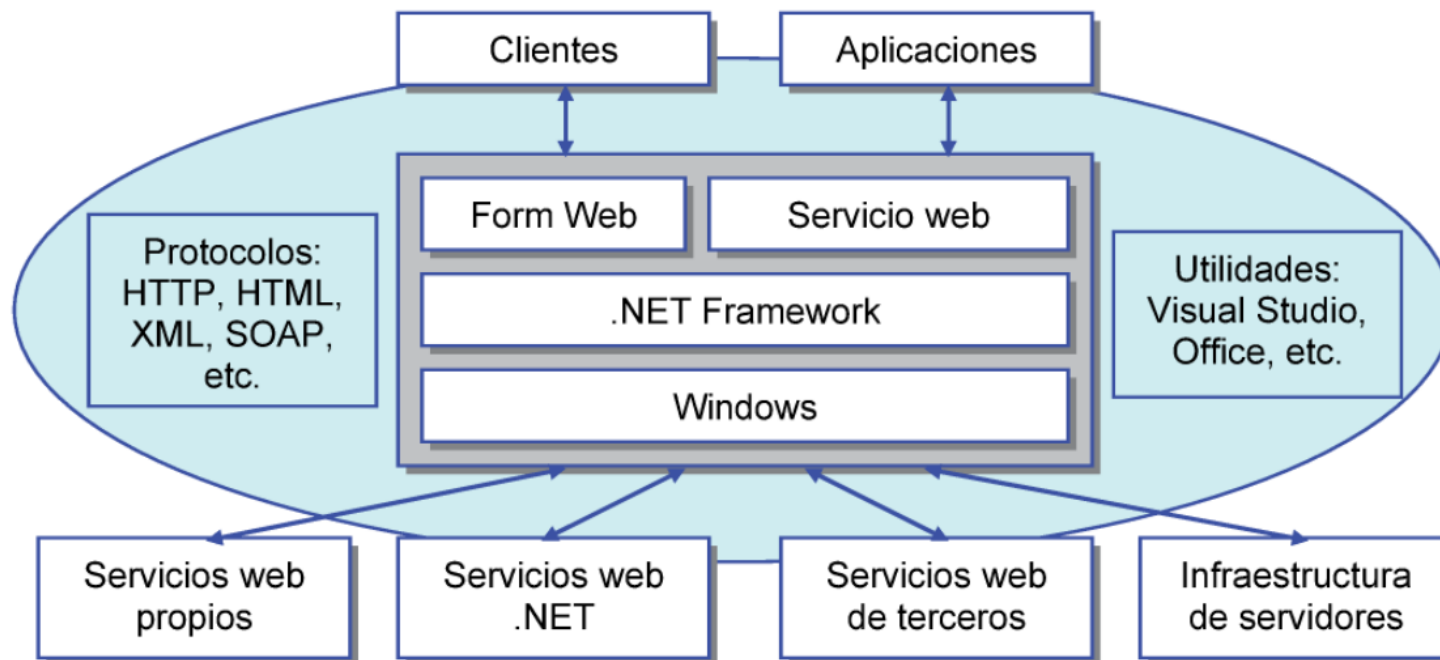 Clientes
Aplicaciones
Form Web
Servicio web
Protocolos:
HTTP, HTML,
XML, SOAP,
etc.
.NET Framework
Utilidades:
Visual Studio,
Office, etc.
Windows
Servicios web
propios
Servicios web
.NET
Servicios web
de terceros
Infraestructura
de servidores